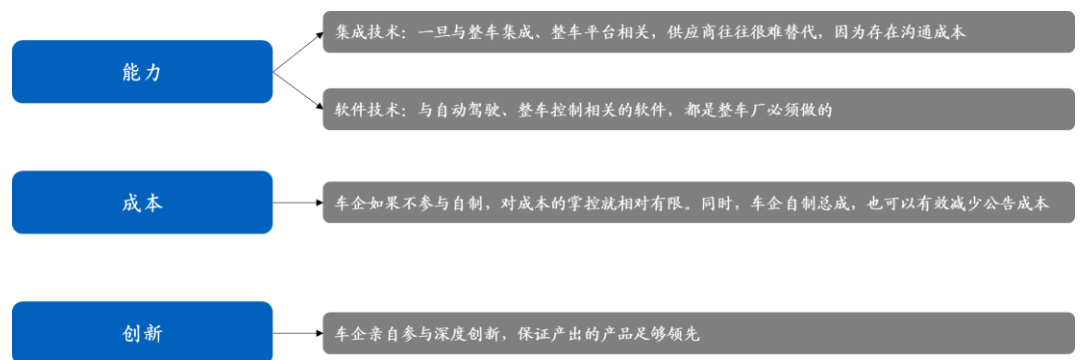 能力
集成技术：一旦与整车集成、整车平台相关，供应商往往很难替代，因为存在沟通成本
软件技术：与自动驾驶、整车控制相关的软件，都是整车厂必须做的
成本
车企如果不参与自制，对成本的掌控就相对有限。同时，车企自制总成，也可以有效减少公告成本
创新
车企亲自参与深度创新，保证产出的产品足够领先